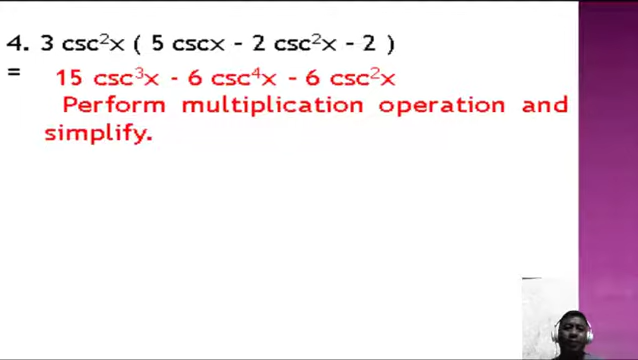 4. 3 csc²x ( 5 cscx - 2 csc²x - 2 )
= 15 csc³x - 6 csc⁴x - 6 csc²x
Perform multiplication operation and
simplify.